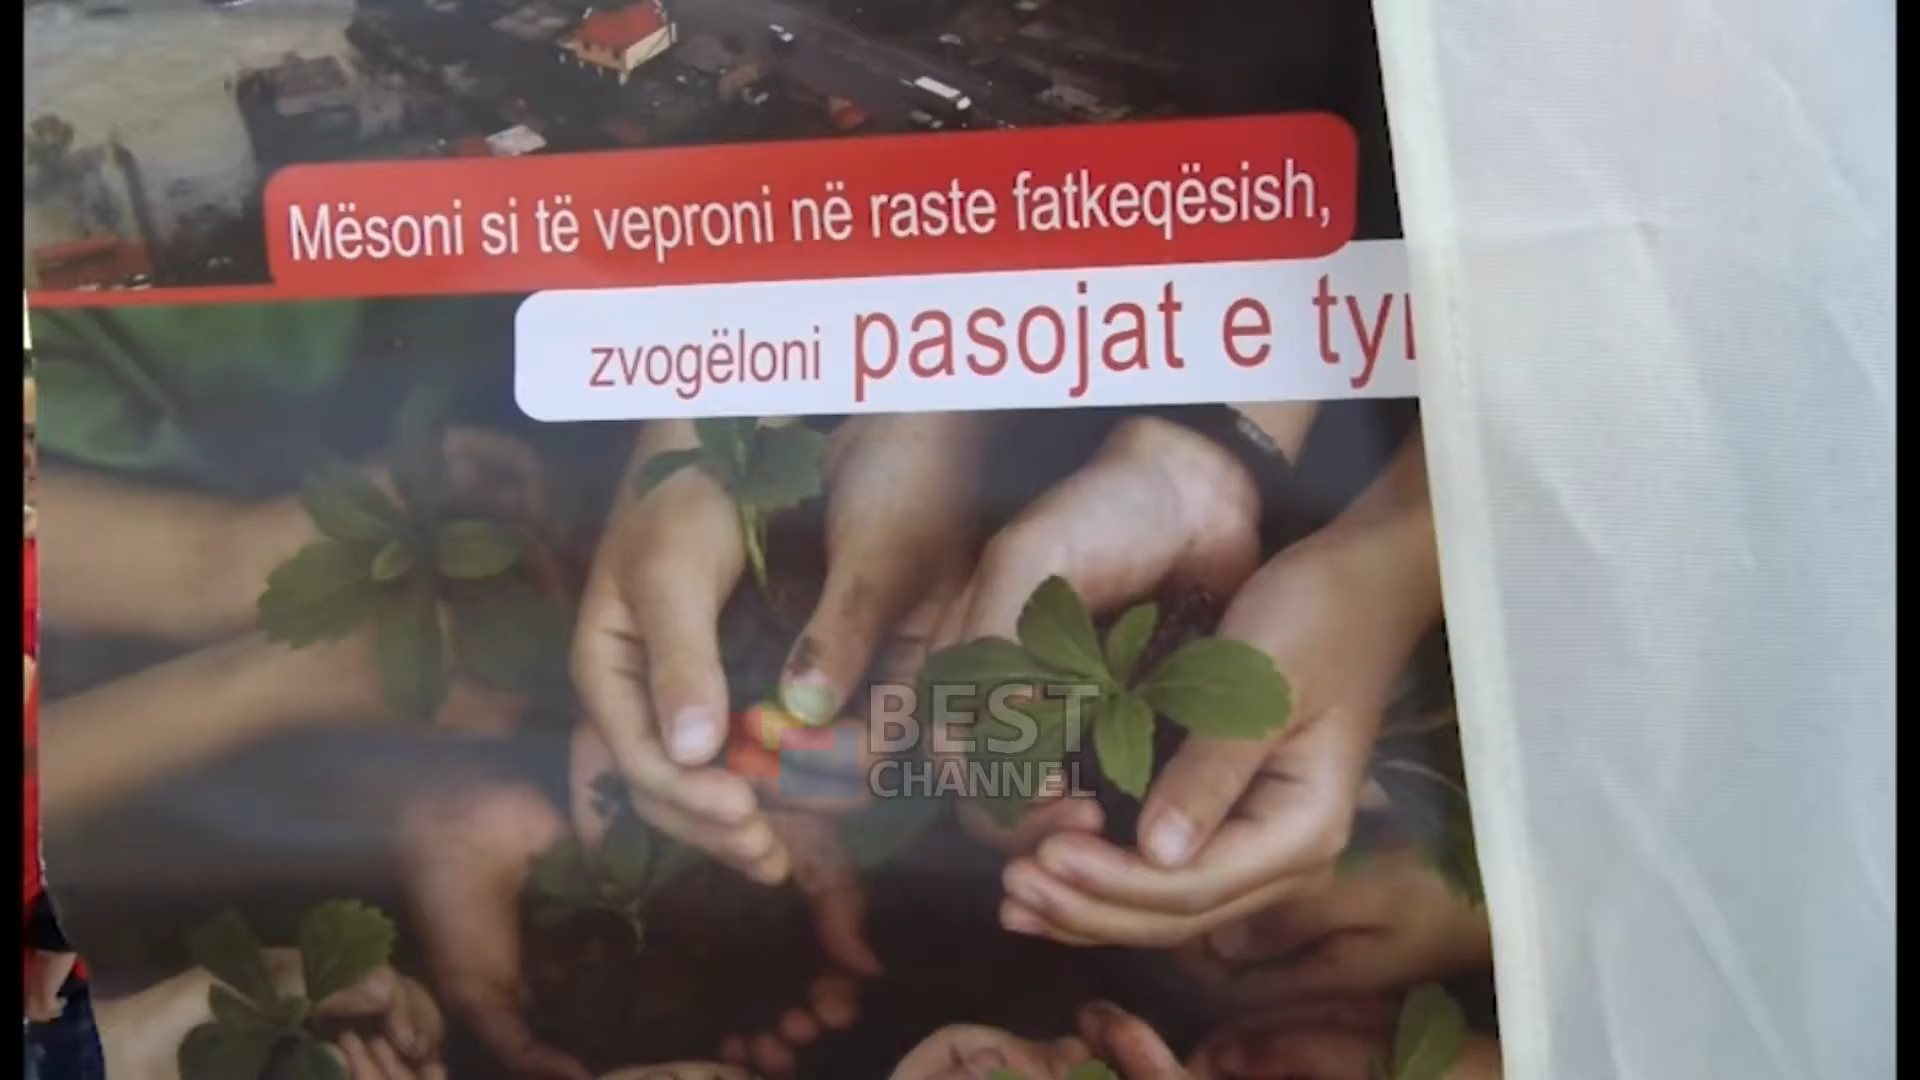 Mësoni si të veproni në raste fatkeqësish,
zvogëloni pasojat e
BEST
CHANNEL